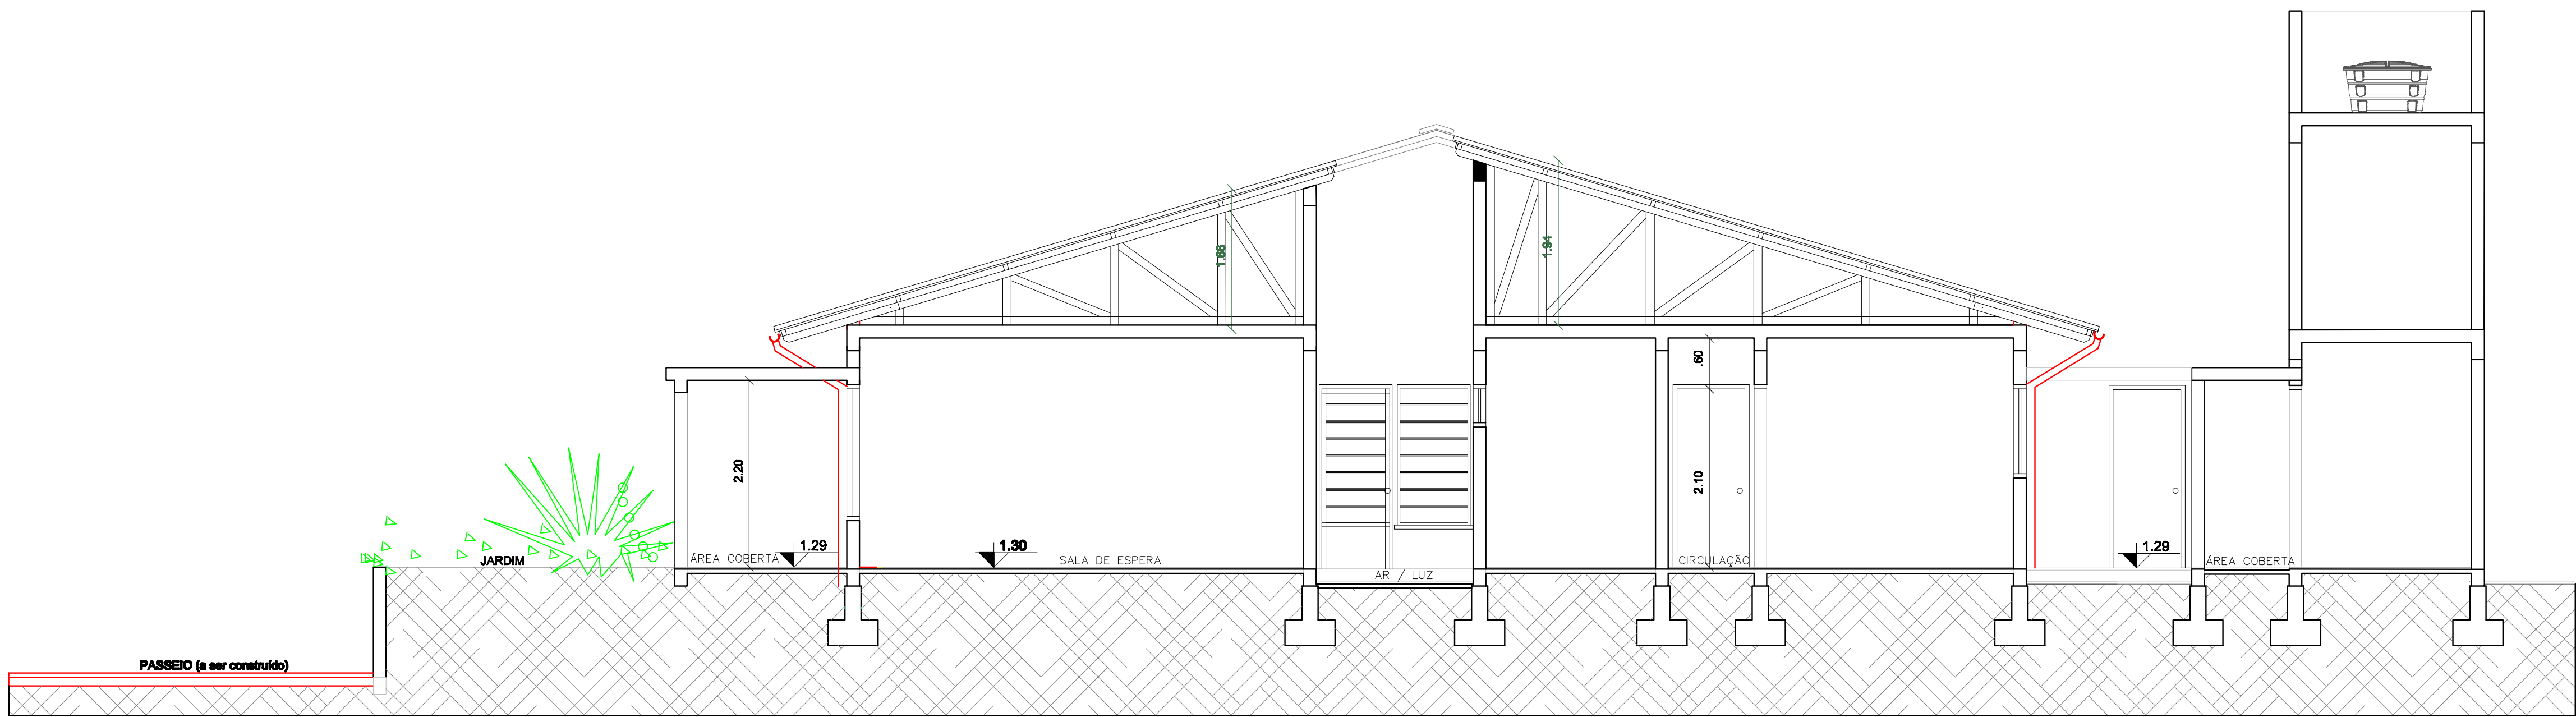 1.66
1.94
.60
2.20
2.10
JARDIM
ÁREA COBERTA
1.29
1.30
SALA DE ESPERA
AR / LUZ
CIRCULAÇÃO
1.29
ÁREA COBERTA
PASSEIO (a ser construído)